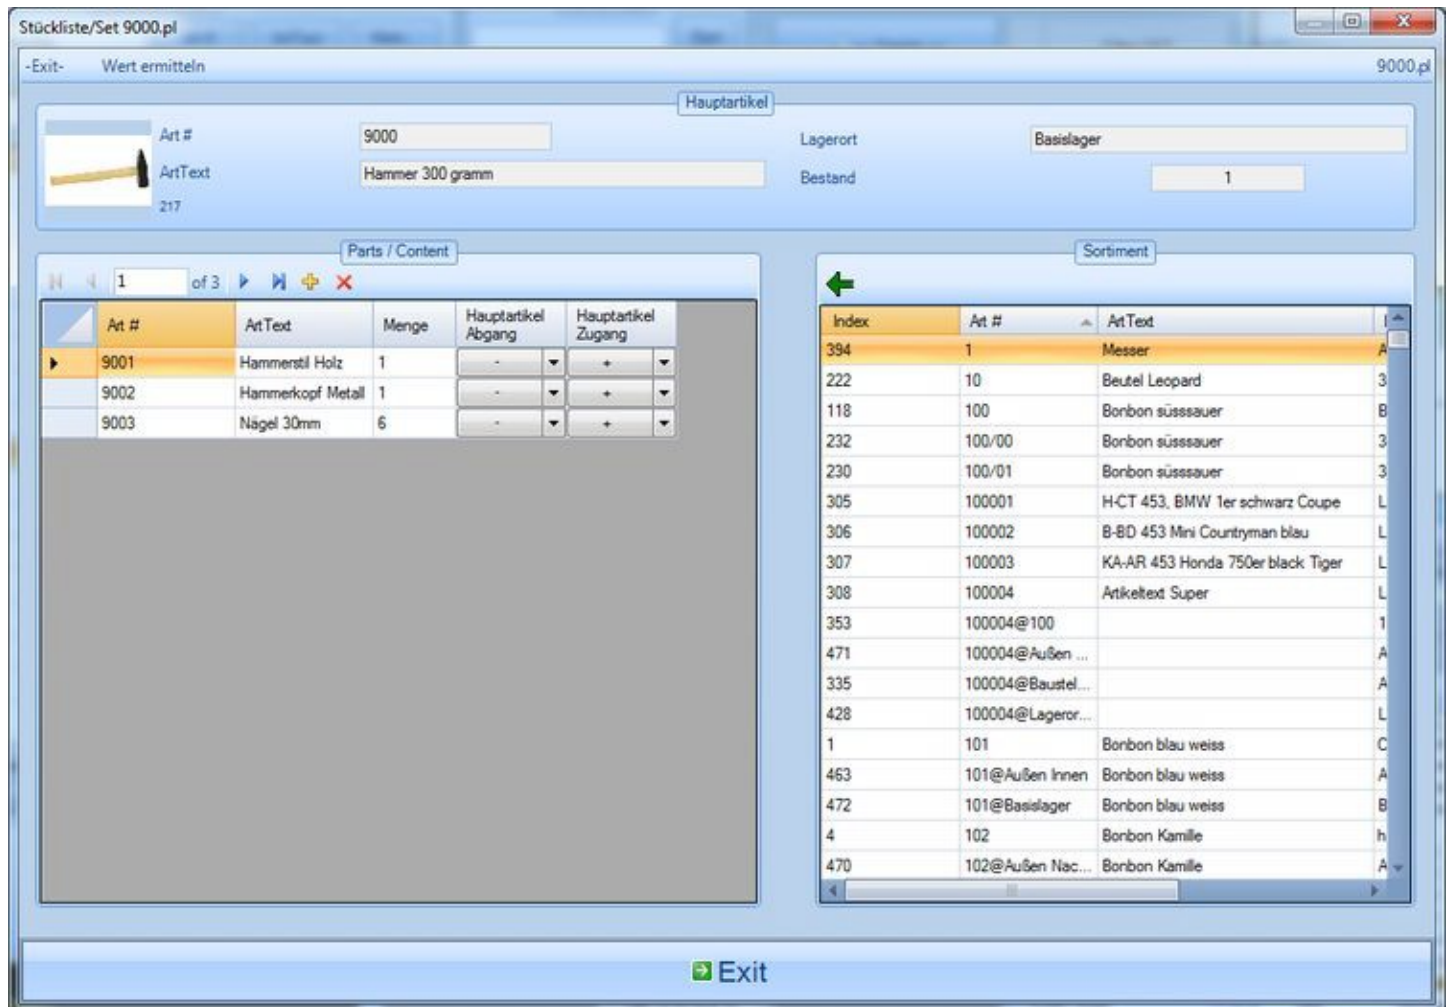 Stückliste/Set 9000.pl
-Exit- Wert ermitteln 9000.pl
Hauptartikel
Art # 9000 Lagerort Basislager
ArtText Hammer 300 gramm Bestand 1
217
Parts / Content
1 of 3
Art # ArtText Menge Hauptartikel Abgang Hauptartikel Zugang
9001 Hammerstil Holz 1 - +
9002 Hammerkopf Metall 1 - +
9003 Nägel 30mm 6 - +
Sortiment
Index Art # ArtText
394 1 Messer A
222 10 Beutel Leopard 3
118 100 Bonbon süsssauer B
232 100/00 Bonbon süsssauer 3
230 100/01 Bonbon süsssauer 3
305 100001 H-CT 453, BMW 1er schwarz Coupe L
306 100002 B-BD 453 Mini Countryman blau L
307 100003 KA-AR 453 Honda 750er black Tiger L
308 100004 Artikeltext Super L
353 100004@100 1
471 100004@Außen ... A
335 100004@Baustel... A
428 100004@Lageror... L
1 101 Bonbon blau weiss C
463 101@Außen Innen Bonbon blau weiss A
472 101@Basislager Bonbon blau weiss B
4 102 Bonbon Kamille h
470 102@Außen Nac... Bonbon Kamille A
Exit